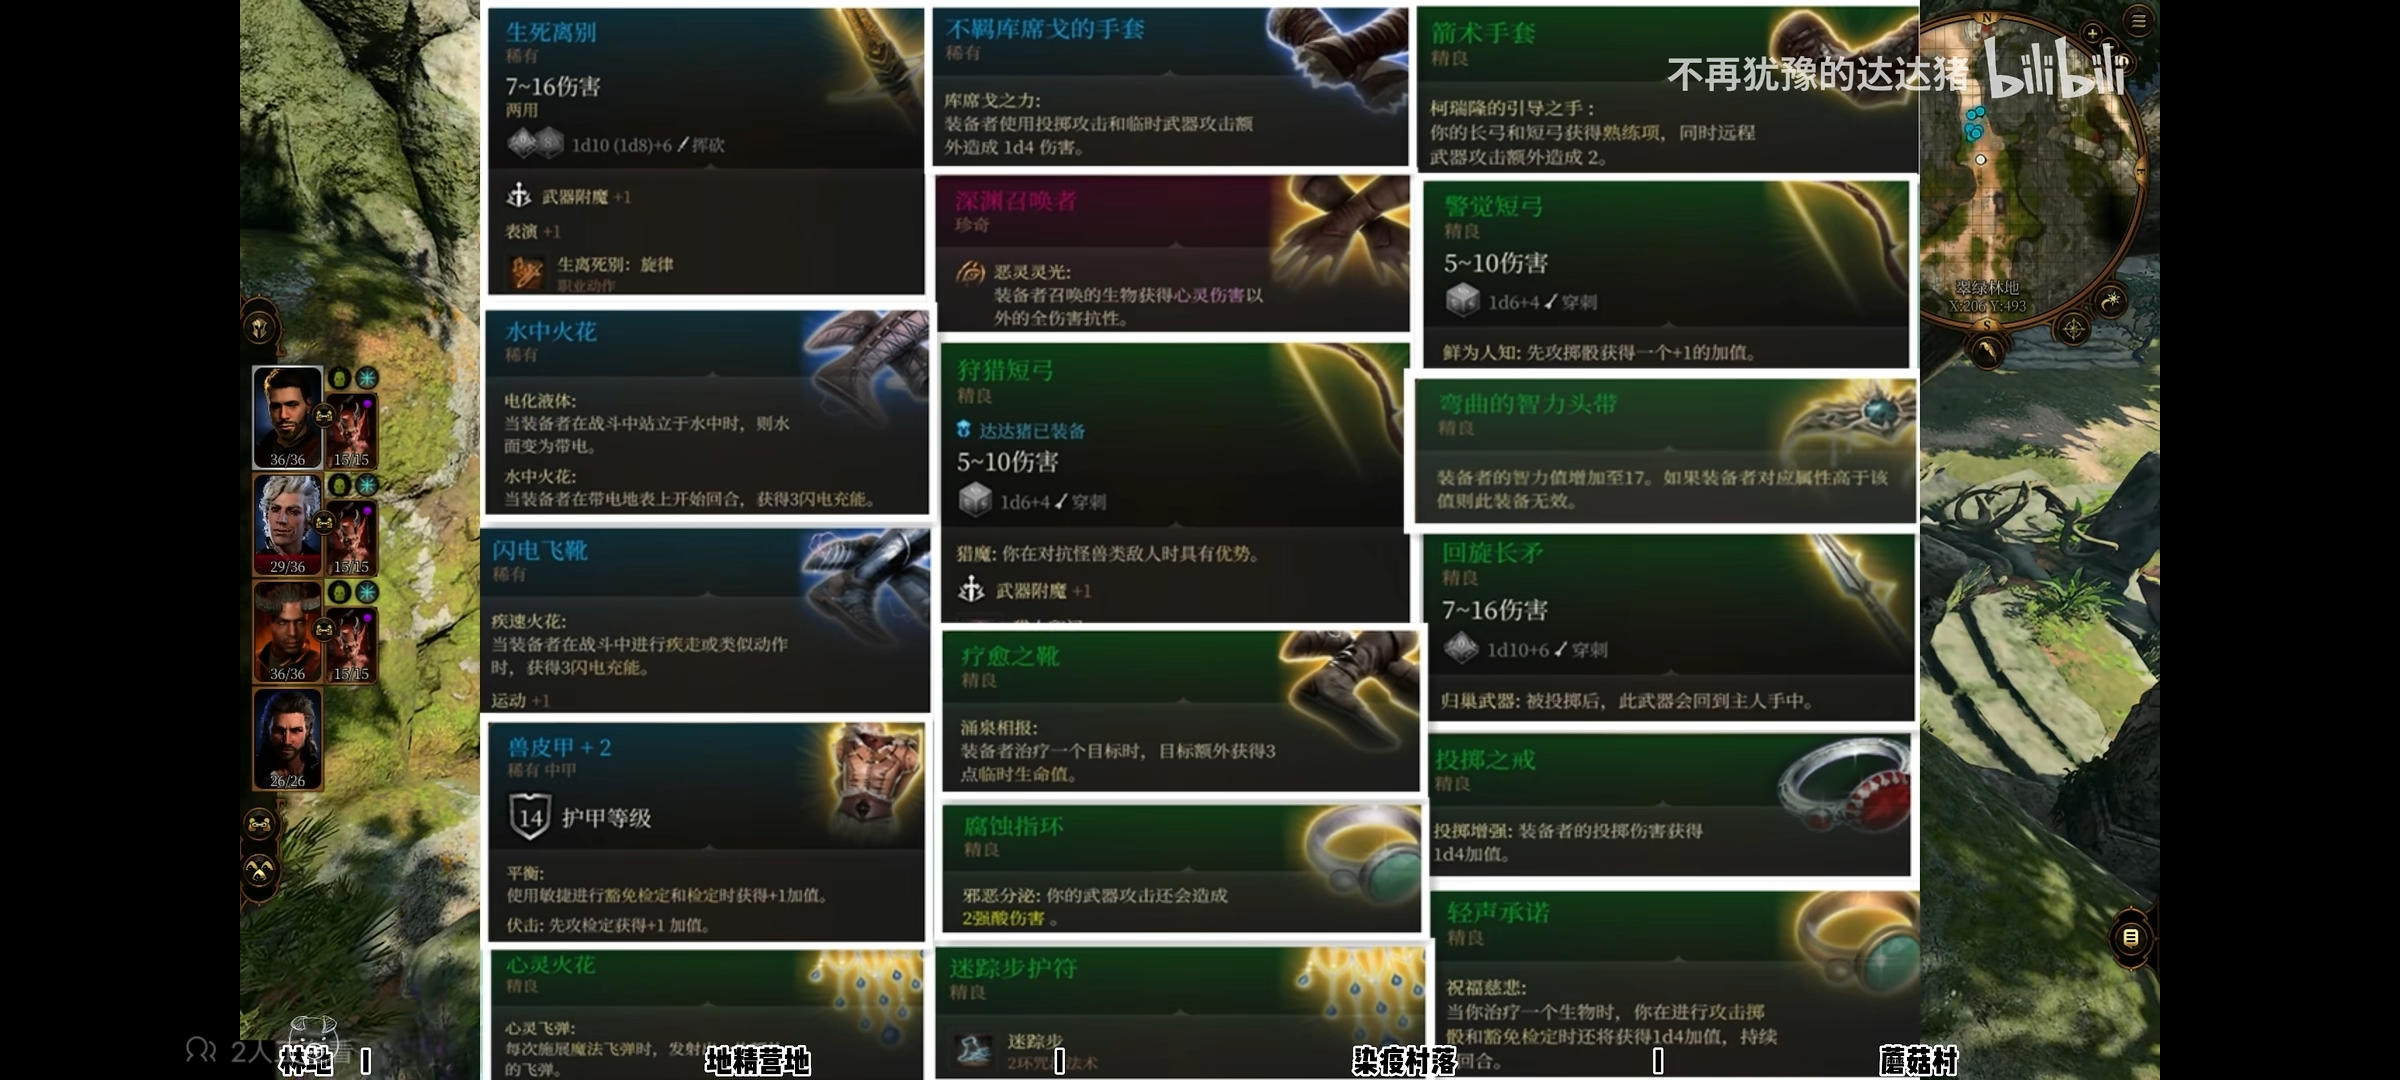 生死离别
稀有
7~16伤害
两用
1d10 (1d8)+6 挥砍
武器附魔 +1
表演 +1
生离死别：旋律
职业动作
水中火花
稀有
电化液体：
当装备者在战斗中站立于水中时，则水
面变为带电。
水中火花：
当装备者在带电地表上开始回合，获得3闪电充能。
闪电飞靴
稀有
疾速火花：
当装备者在战斗中进行疾走或类似动作
时，获得3闪电充能。
运动 +1
兽皮甲 + 2
稀有 中甲
14 护甲等级
平衡：
使用敏捷进行豁免检定和检定时获得+1加值。
伏击: 先攻检定获得+1 加值。
心灵火花
精良
心灵飞弹：
每次施展魔法飞弹时，发射
的飞弹。
不羁库席戈的手套
稀有
库席戈之力：
装备者使用投掷攻击和临时武器攻击额
外造成 1d4 伤害。
深渊召唤者
珍奇
恶灵灵光：
装备者召唤的生物获得心灵伤害以
外的全伤害抗性。
狩猎短弓
精良
达达猪已装备
5~10伤害
1d6+4 穿刺
猎魔: 你在对抗怪兽类敌人时具有优势。
武器附魔 +1
疗愈之靴
精良
涌泉相报：
装备者治疗一个目标时，目标额外获得3
点临时生命值。
腐蚀指环
精良
邪恶分泌: 你的武器攻击还会造成
2强酸伤害 。
迷踪步护符
精良
迷踪步
2环咒 法术
箭术手套
精良
柯瑞隆的引导之手：
你的长弓和短弓获得熟练项，同时远程
武器攻击额外造成 2。
警觉短弓
精良
5~10伤害
1d6+4 穿刺
鲜为人知: 先攻掷骰获得一个+1的加值。
弯曲的智力头带
精良
装备者的智力值增加至17。如果装备者对应属性高于该
值则此装备无效。
回旋长矛
精良
7~16伤害
1d10+6 穿刺
归巢武器: 被投掷后，此武器会回到主人手中。
投掷之戒
精良
投掷增强: 装备者的投掷伤害获得
1d4加值。
轻声承诺
精良
祝福慈悲：
当你治疗一个生物时，你在进行攻击掷
骰和豁免检定时还将获得1d4加值，持续
回合。
不再犹豫的达达猪 bilibili
N
E
S
翠绿林地
X:206 Y:493
36/36 15/15
29/36 15/15
36/36 15/15
26/26
2人
林地 | 地精营地 | 染疫村落 | 蘑菇村